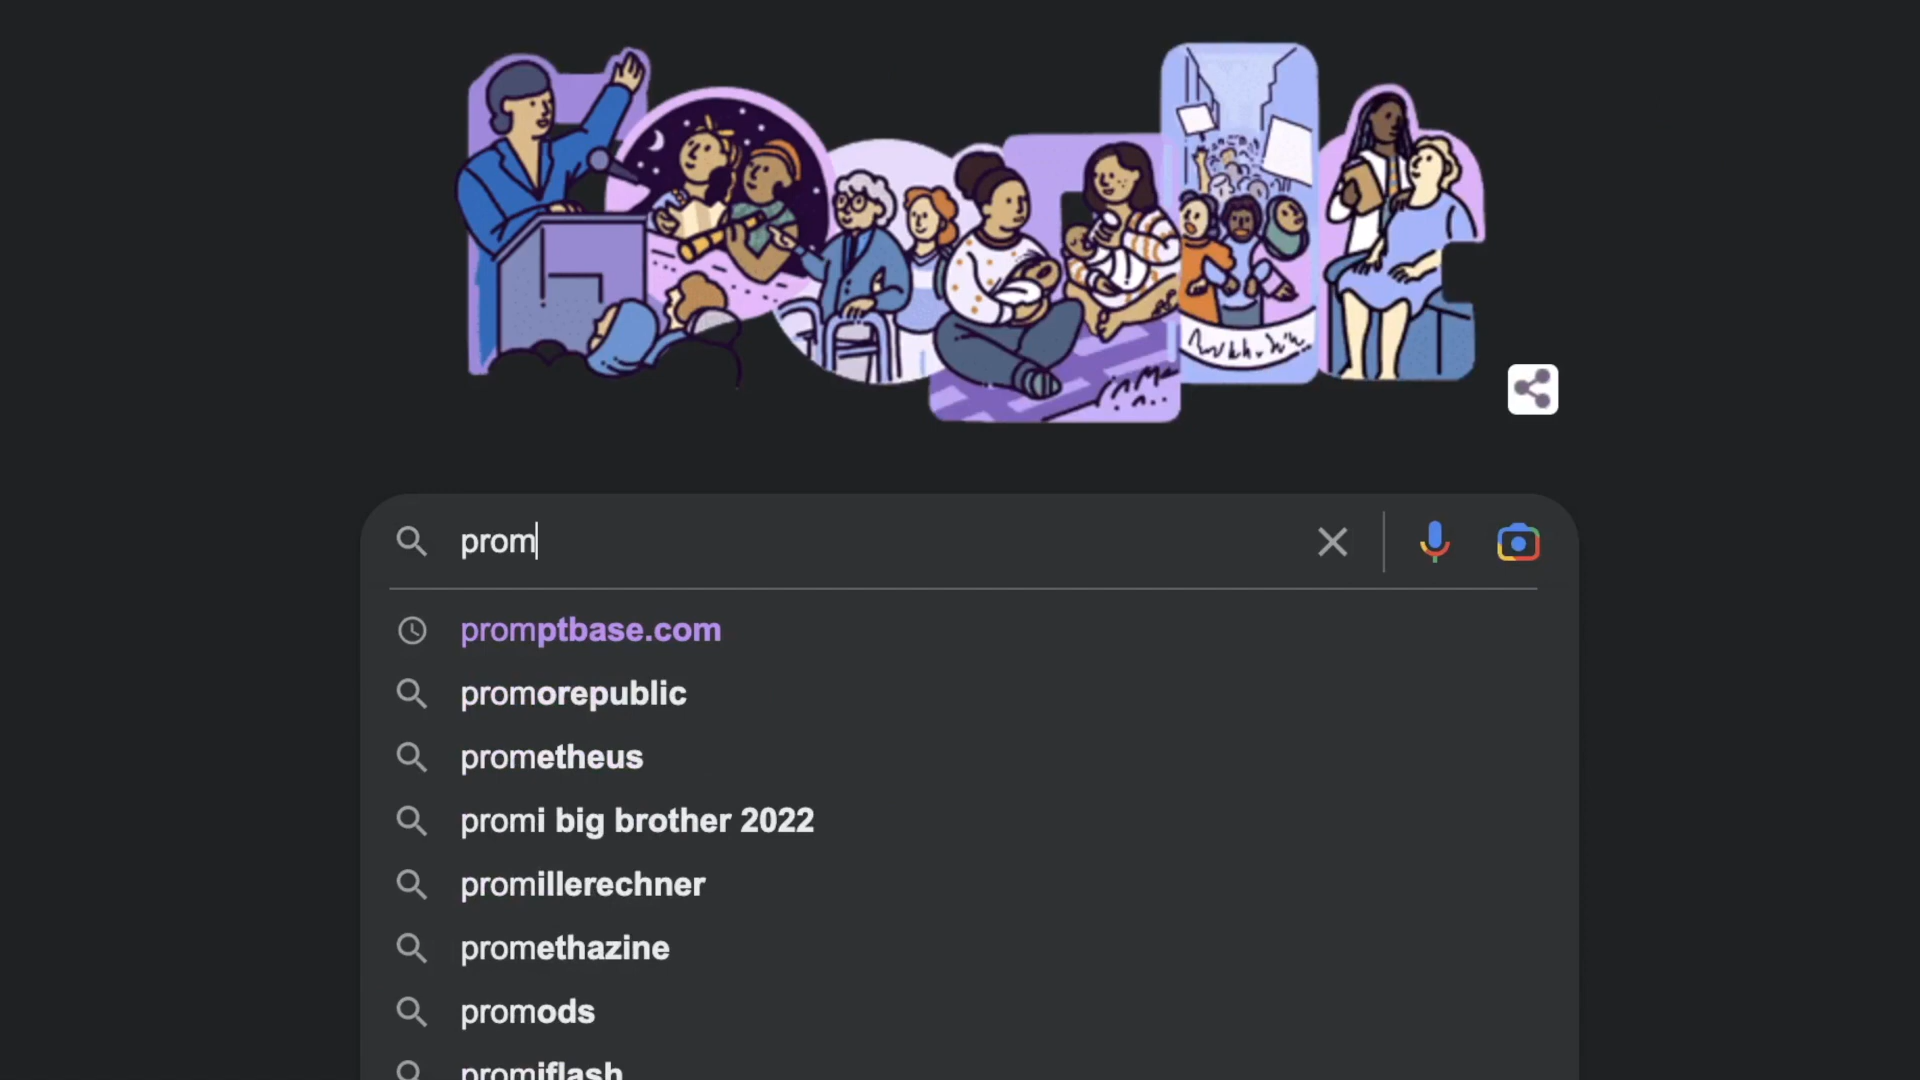 prom
promptbase.com
promorepublic
prometheus
promi big brother 2022
promillerechner
promethazine
promods
promiflash